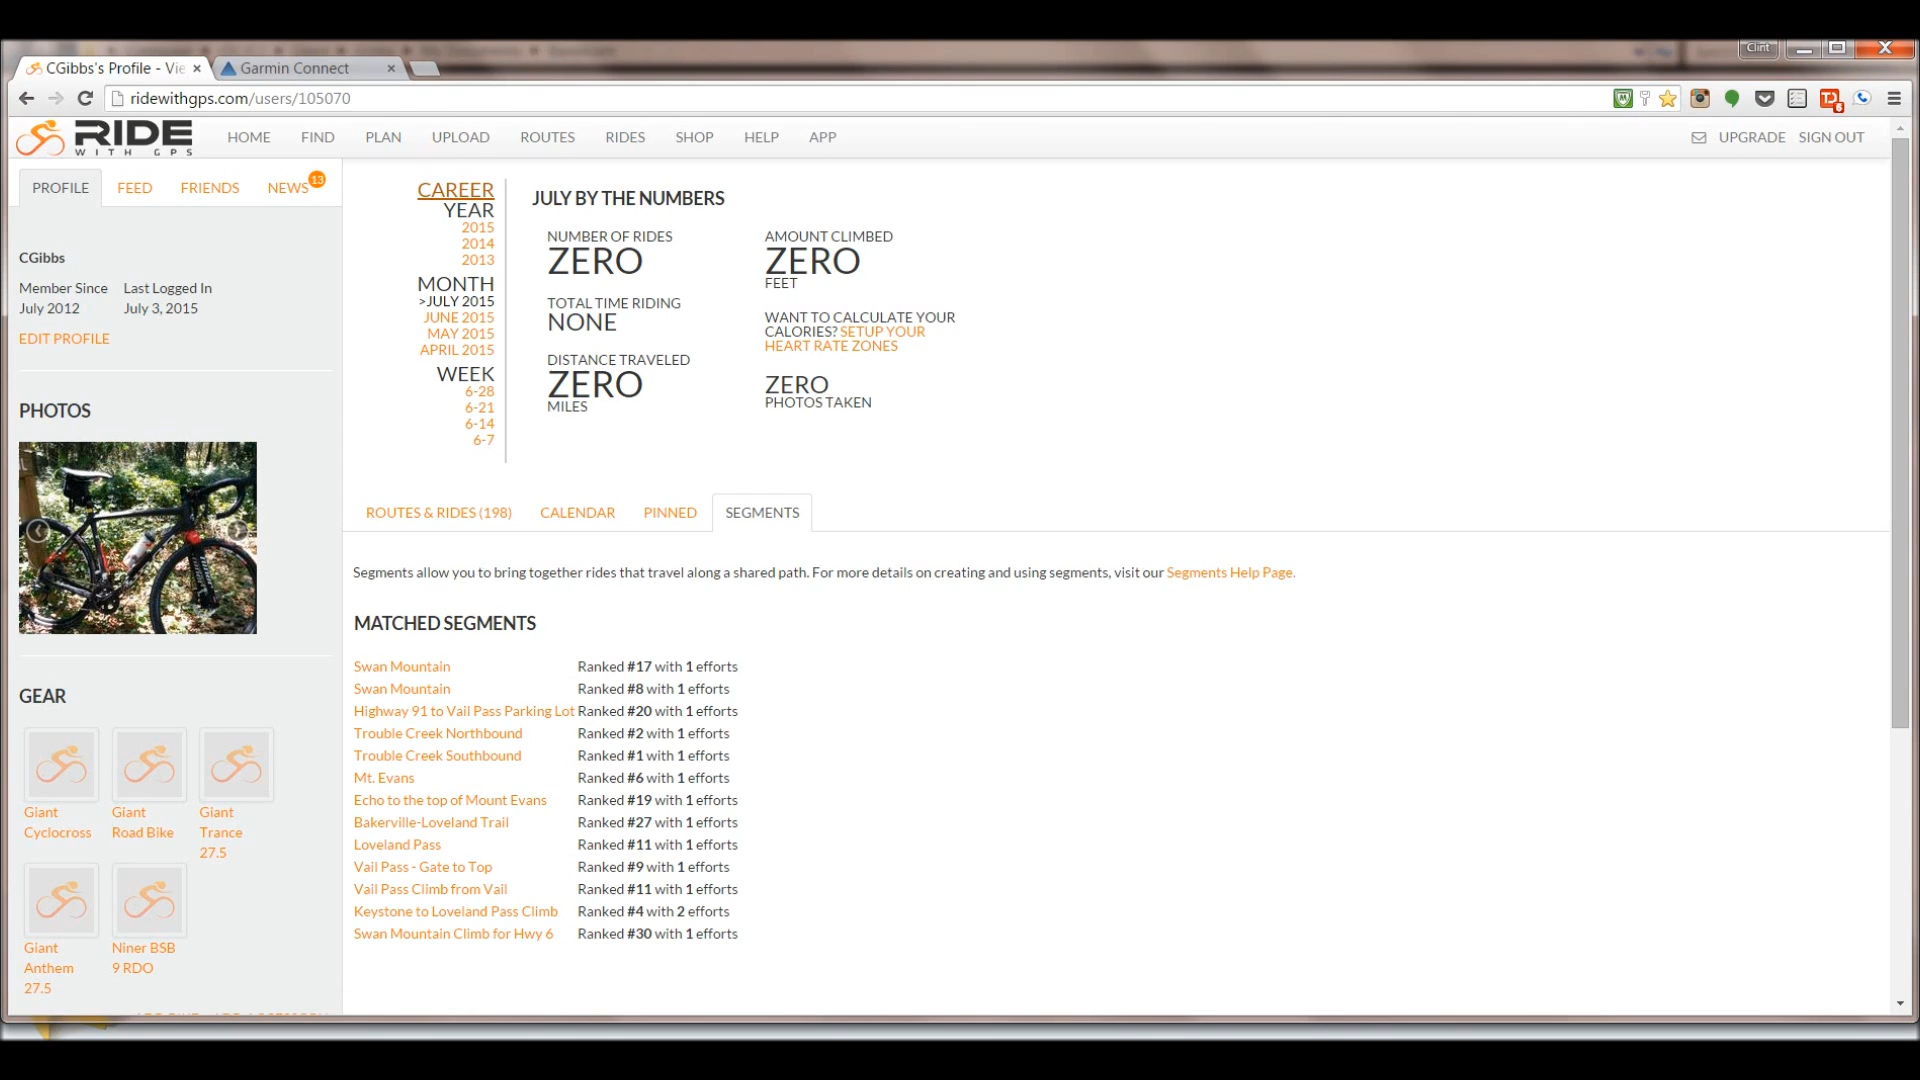 Clint
CGibbs's Profile - Vie
Garmin Connect
ridewithgps.com/users/105070
6
RIDE
WITH GPS
HOME FIND PLAN UPLOAD ROUTES RIDES SHOP HELP APP
UPGRADE SIGN OUT
PROFILE FEED FRIENDS NEWS 13
CGibbs
Member Since Last Logged In
July 2012 July 3, 2015
EDIT PROFILE
PHOTOS
GEAR
Giant
Cyclocross
Giant
Road Bike
Giant
Trance
27.5
Giant
Anthem
27.5
Niner BSB
9 RDO
CAREER
YEAR
2015
2014
2013
MONTH
>JULY 2015
JUNE 2015
MAY 2015
APRIL 2015
WEEK
6-28
6-21
6-14
6-7
JULY BY THE NUMBERS
NUMBER OF RIDES
ZERO
TOTAL TIME RIDING
NONE
DISTANCE TRAVELED
ZERO
MILES
AMOUNT CLIMBED
ZERO
FEET
WANT TO CALCULATE YOUR
CALORIES? SETUP YOUR
HEART RATE ZONES
ZERO
PHOTOS TAKEN
ROUTES & RIDES (198) CALENDAR PINNED SEGMENTS
Segments allow you to bring together rides that travel along a shared path. For more details on creating and using segments, visit our Segments Help Page.
MATCHED SEGMENTS
Swan Mountain Ranked #17 with 1 efforts
Swan Mountain Ranked #8 with 1 efforts
Highway 91 to Vail Pass Parking Lot Ranked #20 with 1 efforts
Trouble Creek Northbound Ranked #2 with 1 efforts
Trouble Creek Southbound Ranked #1 with 1 efforts
Mt. Evans Ranked #6 with 1 efforts
Echo to the top of Mount Evans Ranked #19 with 1 efforts
Bakerville-Loveland Trail Ranked #27 with 1 efforts
Loveland Pass Ranked #11 with 1 efforts
Vail Pass - Gate to Top Ranked #9 with 1 efforts
Vail Pass Climb from Vail Ranked #11 with 1 efforts
Keystone to Loveland Pass Climb Ranked #4 with 2 efforts
Swan Mountain Climb for Hwy 6 Ranked #30 with 1 efforts